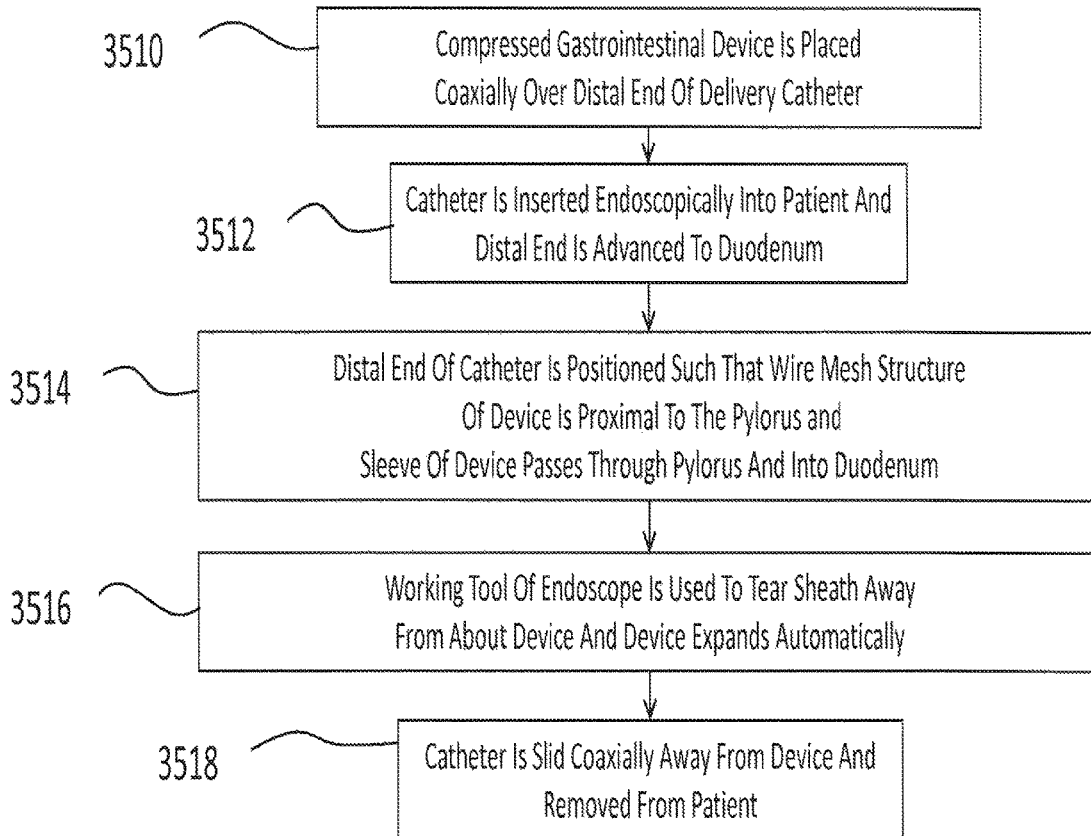 3510
Compressed Gastrointestinal Device Is Placed
Coaxially Over Distal End Of Delivery Catheter
3512
Catheter Is Inserted Endoscopically Into Patient And
Distal End Is Advanced To Duodenum
3514
Distal End Of Catheter Is Positioned Such That Wire Mesh Structure
Of Device Is Proximal To The Pylorus and
Sleeve Of Device Passes Through Pylorus And Into Duodenum
3516
Working Tool Of Endoscope Is Used To Tear Sheath Away
From About Device And Device Expands Automatically
3518
Catheter Is Slid Coaxially Away From Device And
Removed From Patient